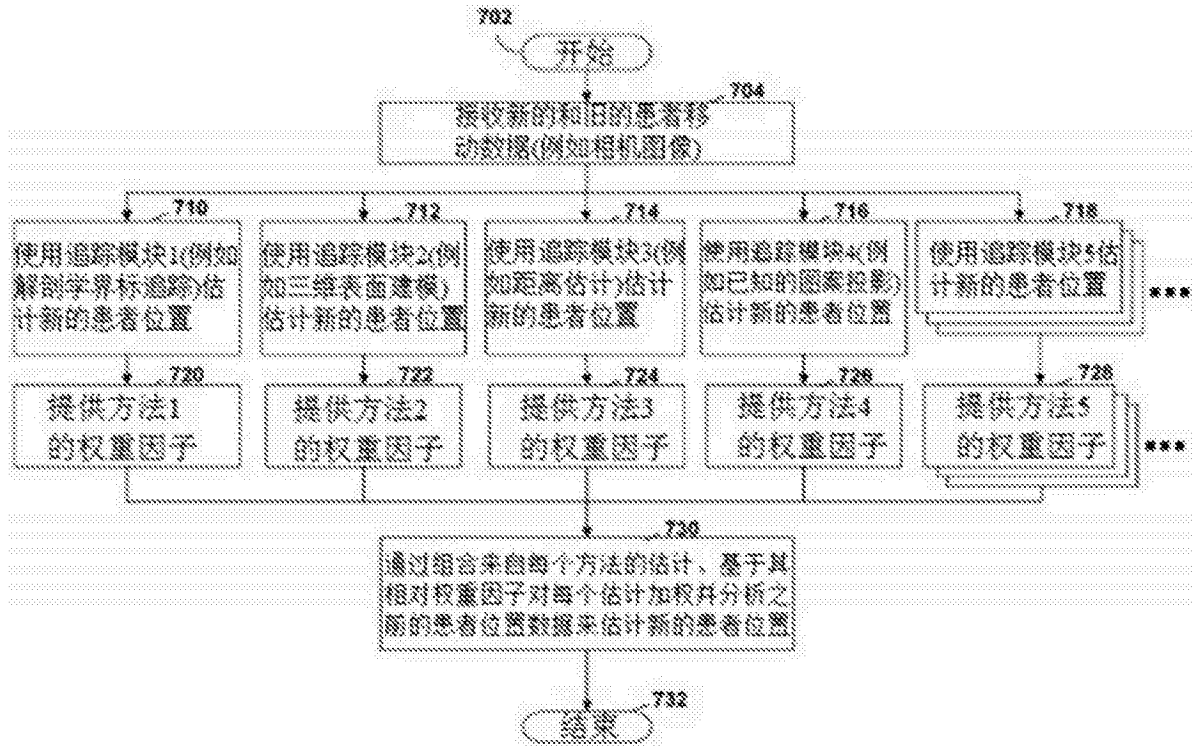 702
开始
704
接收新的和旧的患者移
动数据(例如相机图像)
710
712
714
716
718
使用追踪模块1(例如
解剖学界标追踪)估
计新的患者位置
使用追踪模块2(例
如三维表面建模)
估计新的患者位置
使用追踪模块3(例
如距离估计)估计
新的患者位置
使用追踪模块4(例
如已知的图案投影)
估计新的患者位置
使用追踪模块5估
计新的患者位置
720
722
724
726
728
提供方法1
的权重因子
提供方法2
的权重因子
提供方法3
的权重因子
提供方法4
的权重因子
提供方法5
的权重因子
730
通过组合来自每个方法的估计、基于其
相对权重因子对每个估计加权并分析之
前的患者位置数据来估计新的患者位置
732
结束